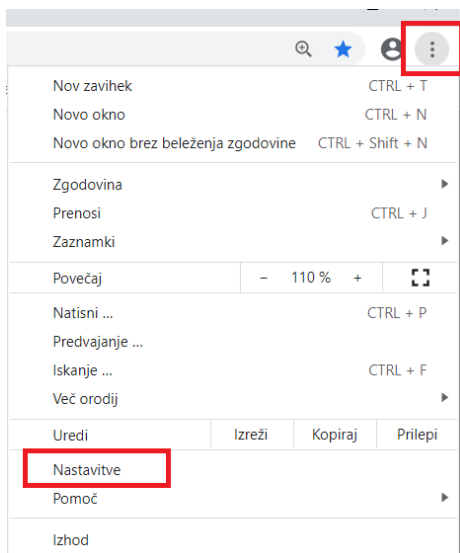 Nov zavihek CTRL + T
Novo okno CTRL + N
Novo okno brez beleženja zgodovine CTRL + Shift + N
Zgodovina
Prenosi CTRL + J
Zaznamki
Povečaj - 110 % +
Natisni ... CTRL + P
Predvajanje ...
Iskanje ... CTRL + F
Več orodij
Uredi Izreži Kopiraj Prilepi
Nastavitve
Pomoč
Izhod